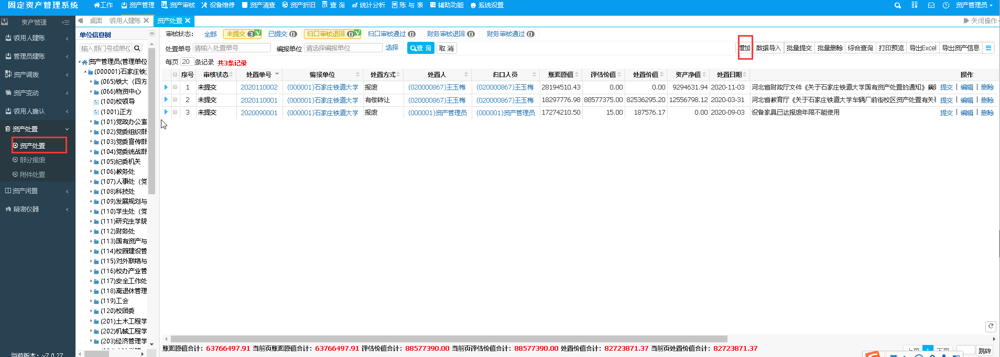 固定资产管理系统 工作 资产管理 资产审核 设备维修 资产清查 资产折旧 查 询 统计分析 账 与 表 辅助功能 系统设置 资产管理员
资产管理
领用人建账
管理员建账
资产调拨
资产变动
领用人确认
资产处置
资产处置
部分报废
附件处置
资产闲置
精密仪器
当前版本: v7.0.27
桌面 领用人建账 资产处置 关闭操作
单位信息树
输入部门号或单位
资产管理员(管理单位
(000001)石家庄铁
(065)铁大（四方
(066)物资中心
(100)校领导
(1001)正方
(101)党政办公室
(102)党委组织部
(103)党委宣传部
(104)党委统战部
(105)纪委机关
(106)教务处
(107)人事处（党
(108)科技处
(109)发展规划与
(110)学生处（党
(111)研究生学院
(112)财务处
(113)国有资产与
(114)校园建设管
(115)对外联络与
(116)校办产业管
(117)安全工作处
(118)离退休管理
(119)工会
(120)校团委
(201)土木工程学
(202)机械工程学
(203)经济管理学
审核状态: 全部 未提交 3 已提交 0 归口审核退回 0 归口审核通过 0 财务审核退回 0 财务审核通过 0
处置单号 请输入处置单号 编报单位 请选择编报单位 选择 查 询 取 消 增加 数据导入 批量提交 批量删除 综合查询 打印预览 导出Excel 导出资产信息
每页 20 条记录 共3条记录
序号 审核状态 处置单号 编报单位 处置方式 处置人 归口人员 账面原值 评估价值 处置价值 资产净值 处置日期 操作
1 未提交 2020110002 (000001)石家庄铁道大学 报废 (020000867)王玉梅 (020000867)王玉梅 28194510.43 0.00 0.00 9294631.94 2020-11-03 河北省财政厅文件《关于石家庄铁道大学国有资产处置的通知》冀财 提交 编辑 删除
2 未提交 2020110001 (000001)石家庄铁道大学 有偿转让 (020000867)王玉梅 (020000867)王玉梅 18297776.98 88577375.00 82536295.20 12556798.12 2020-03-31 河北省教育厅《关于石家庄铁道大学车辆厂前街校区资产处置有关事 提交 编辑 删除
3 未提交 2020090001 (000001)石家庄铁道大学 报废 (000001)资产管理员 (000001)资产管理员 17274210.50 15.00 187576.17 0.00 2020-09-03 设备家具已达报废年限不能使用 提交 编辑 删除
账面原值合计: 63766497.91 当前页账面原值合计: 63766497.91 评估价值合计: 88577390.00 当前页评估价值合计: 88577390.00 处置价值合计: 82723871.37 当前页处置价值合计: 82723871.37
上页 1 下页 跳转